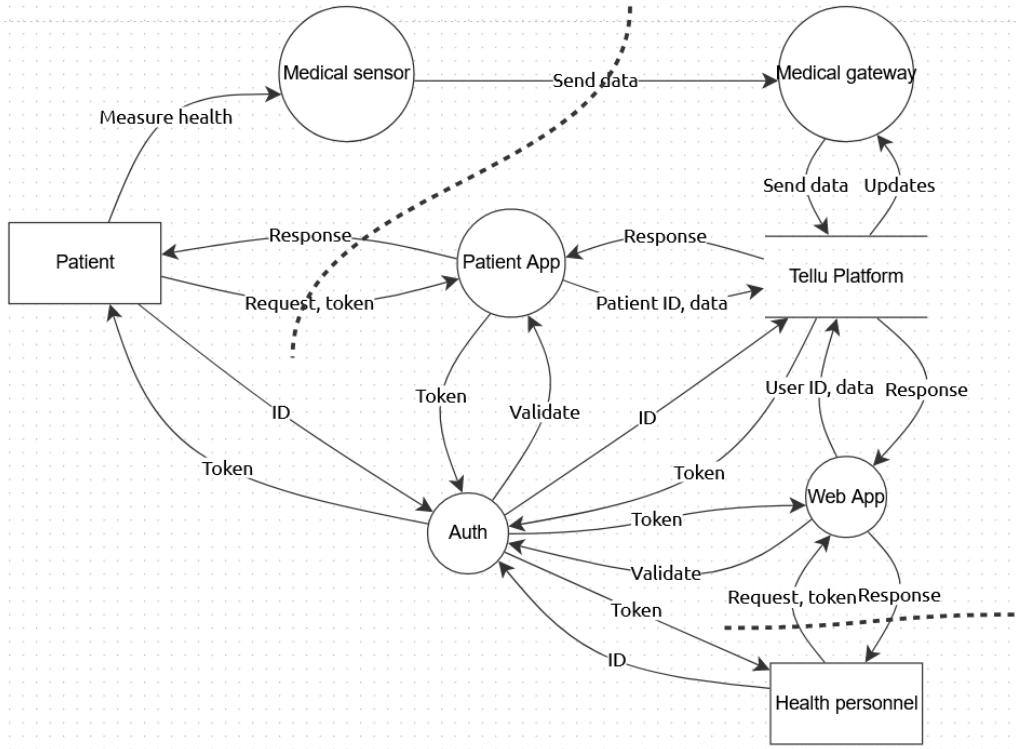 Medical sensor
Send data
Medical gateway
Measure health
Send data
Updates
Patient
Response
Request, token
Patient App
Response
Patient ID, data
Tellu Platform
ID
Token
Token
Validate
ID
User ID, data
Response
Token
Token
Auth
Web App
Validate
Token
Request, token
Response
ID
Health personnel